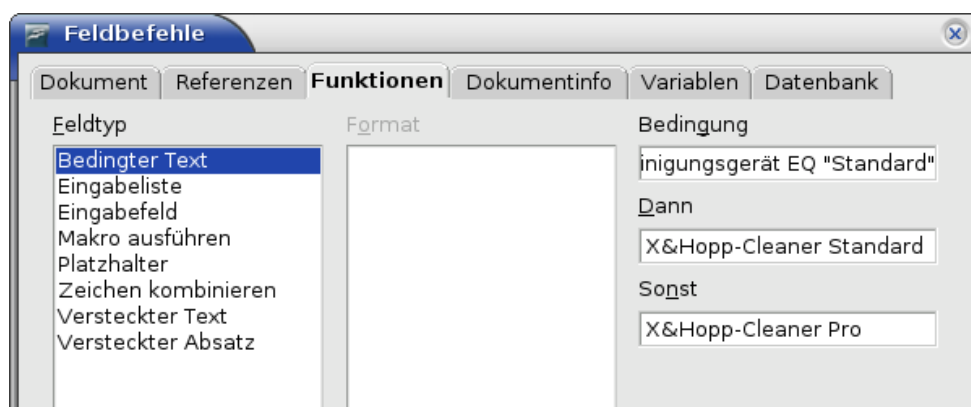 Feldbefehle
Dokument Referenzen Funktionen Dokumentinfo Variablen Datenbank
Feldtyp
Bedingter Text
Eingabeliste
Eingabefeld
Makro ausführen
Platzhalter
Zeichen kombinieren
Versteckter Text
Versteckter Absatz
Format
Bedingung
inigungsgerät EQ "Standard"
Dann
X&Hopp-Cleaner Standard
Sonst
X&Hopp-Cleaner Pro